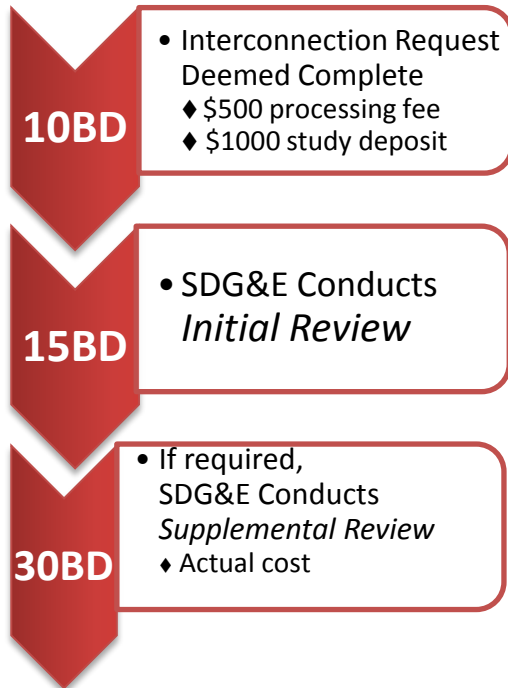 10BD
• Interconnection Request
Deemed Complete
♦ $500 processing fee
♦ $1000 study deposit
15BD
• SDG&E Conducts
Initial Review
30BD
• If required,
SDG&E Conducts
Supplemental Review
♦ Actual cost